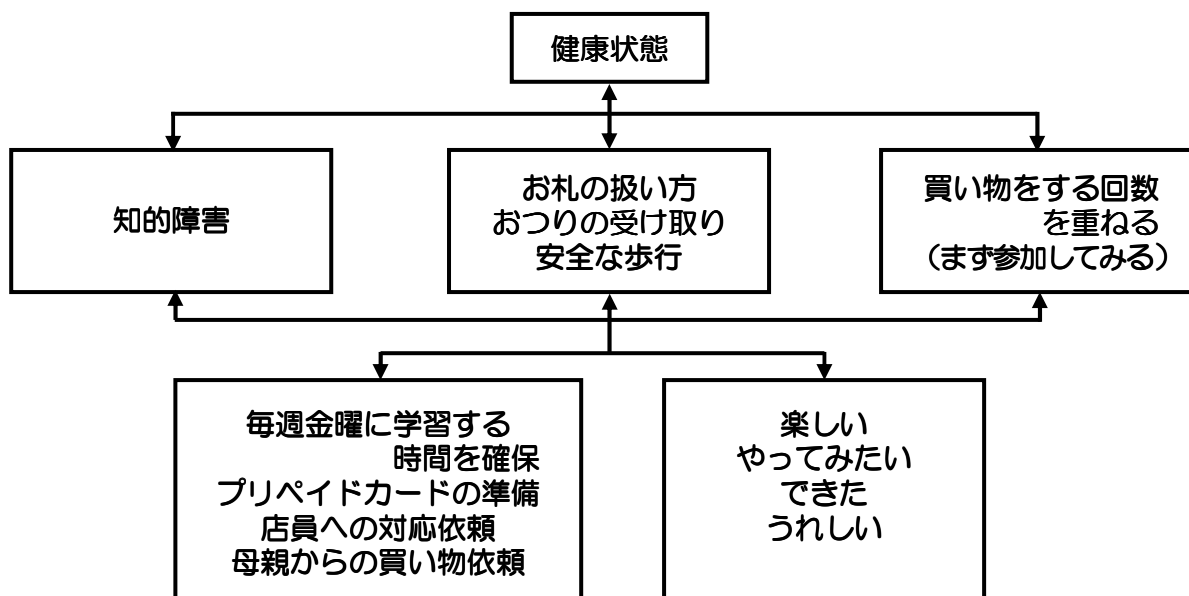 健康状態
知的障害
お札の扱い方
おつりの受け取り
安全な歩行
買い物をする回数
を重ねる
（まず参加してみる）
毎週金曜に学習する
時間を確保
プリペイドカードの準備
店員への対応依頼
母親からの買い物依頼
楽しい
やってみたい
できた
うれしい